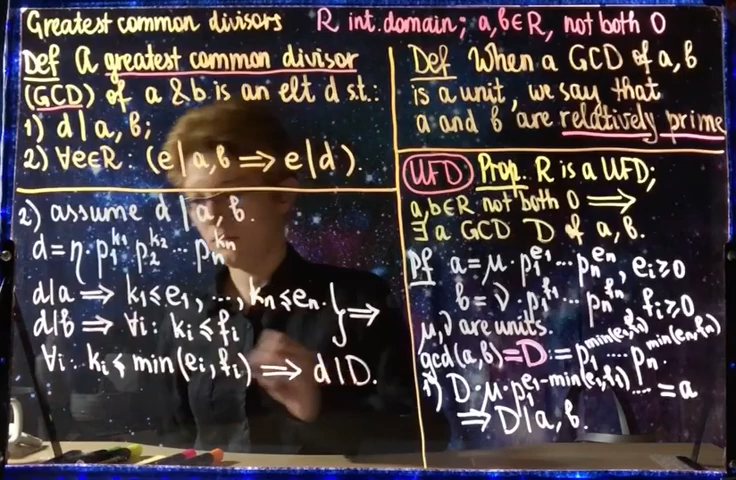 Greatest common divisors R int. domain; a, b ∈ R, not both 0
Def A greatest common divisor
(GCD) of a & b is an elt d s.t.:
1) d | a, b;
2) ∀e∈R: (e | a, b ⟹ e | d).
Def When a GCD of a, b
is a unit, we say that
a and b are relatively prime
UFD Prop. R is a UFD;
a, b ∈ R not both 0 ⟹
∃ a GCD D of a, b.
Pf a = μ · p₁^{e₁} ... pₙ^{eₙ}, eᵢ ≥ 0
b = ν · p₁^{f₁} ... pₙ^{fₙ} fᵢ ≥ 0,
μ, ν are units.
gcd(a, b) = D := p₁^{min(e₁, f₁)} .... pₙ^{min(eₙ, fₙ)}.
1) D · μ · p₁^{e₁ - min(e₁, f₁)} .... = a
⟹ D | a, b.
2) assume d | a, b.
d = η · p₁^{k₁} p₂^{k₂} ... pₙ^{kₙ}
d | a ⟹ k₁ ≤ e₁, ..., kₙ ≤ eₙ. } ⟹
d | b ⟹ ∀i: kᵢ ≤ fᵢ
∀i: kᵢ ≤ min(eᵢ, fᵢ) ⟹ d | D.